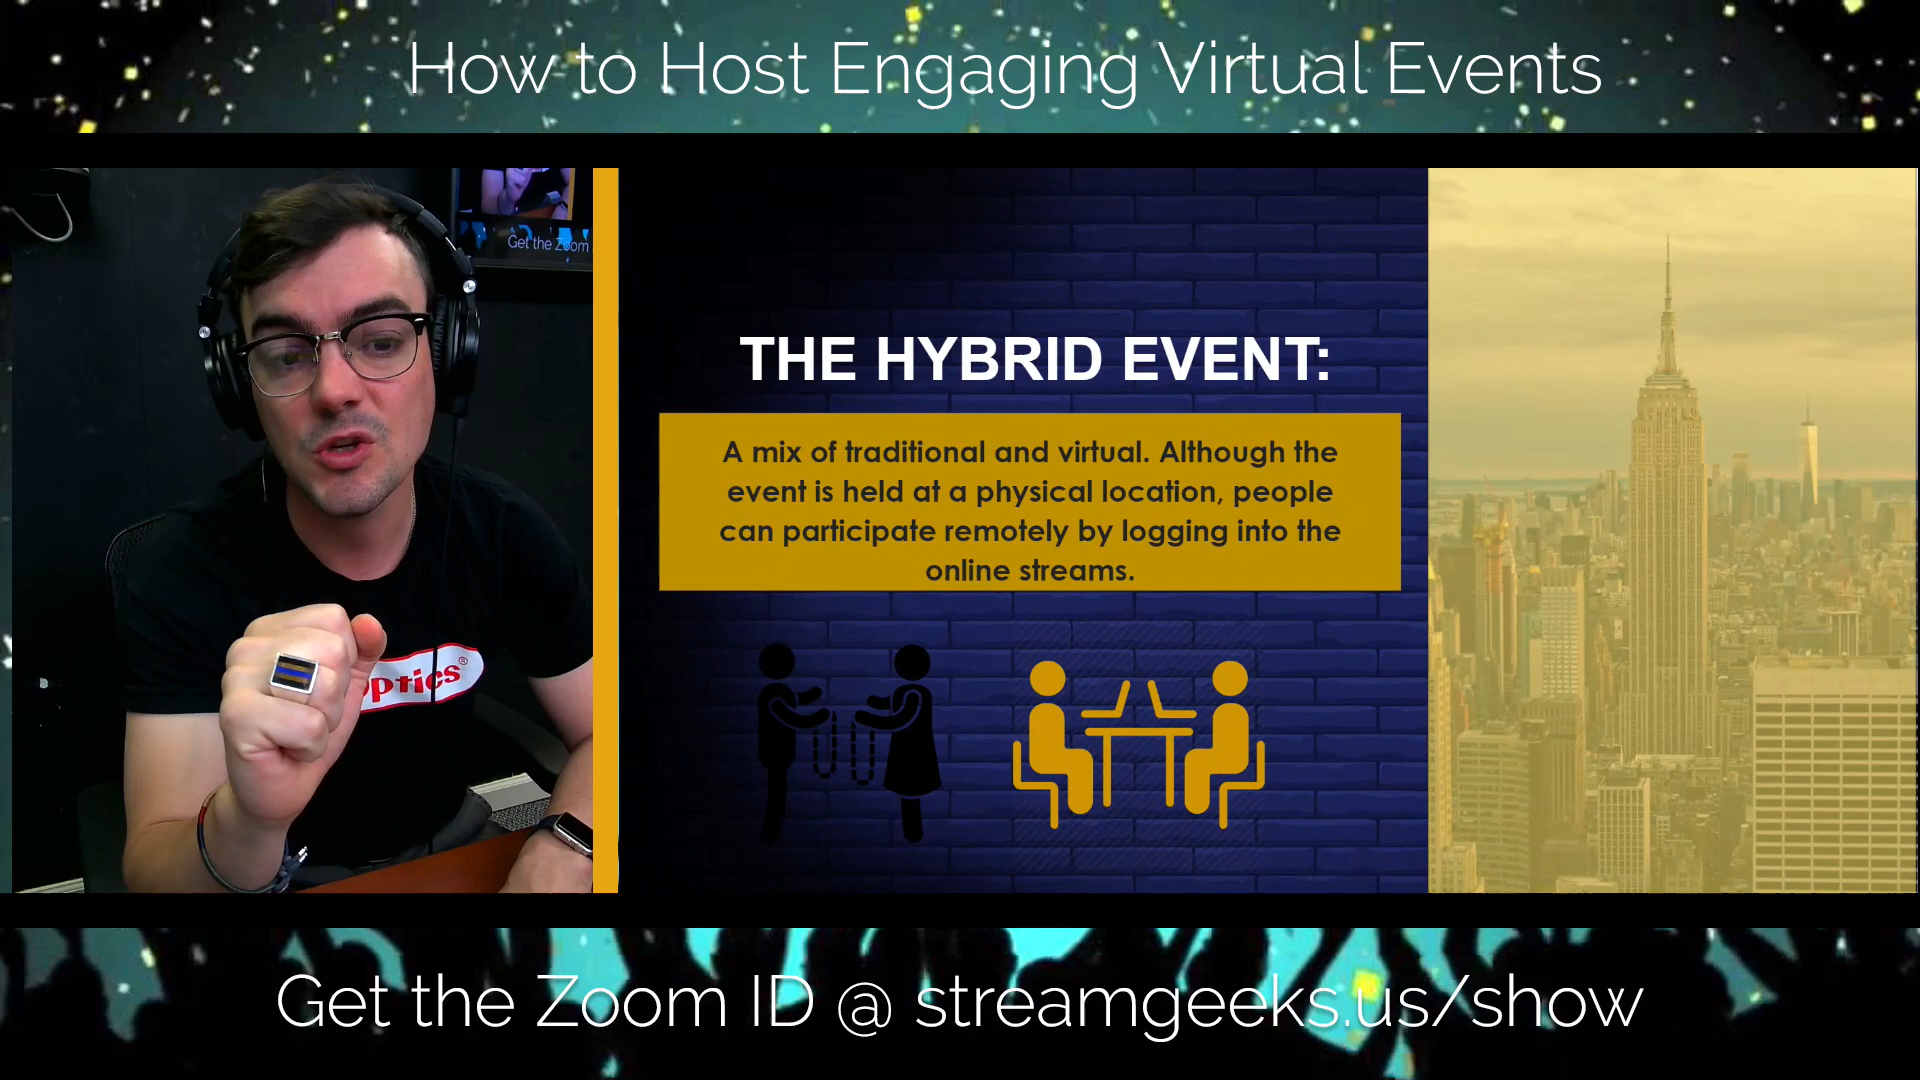 How to Host Engaging Virtual Events
Get the Zoom
THE HYBRID EVENT:
A mix of traditional and virtual. Although the
event is held at a physical location, people
can participate remotely by logging into the
online streams.
optics®
Get the Zoom ID @ streamgeeks.us/show